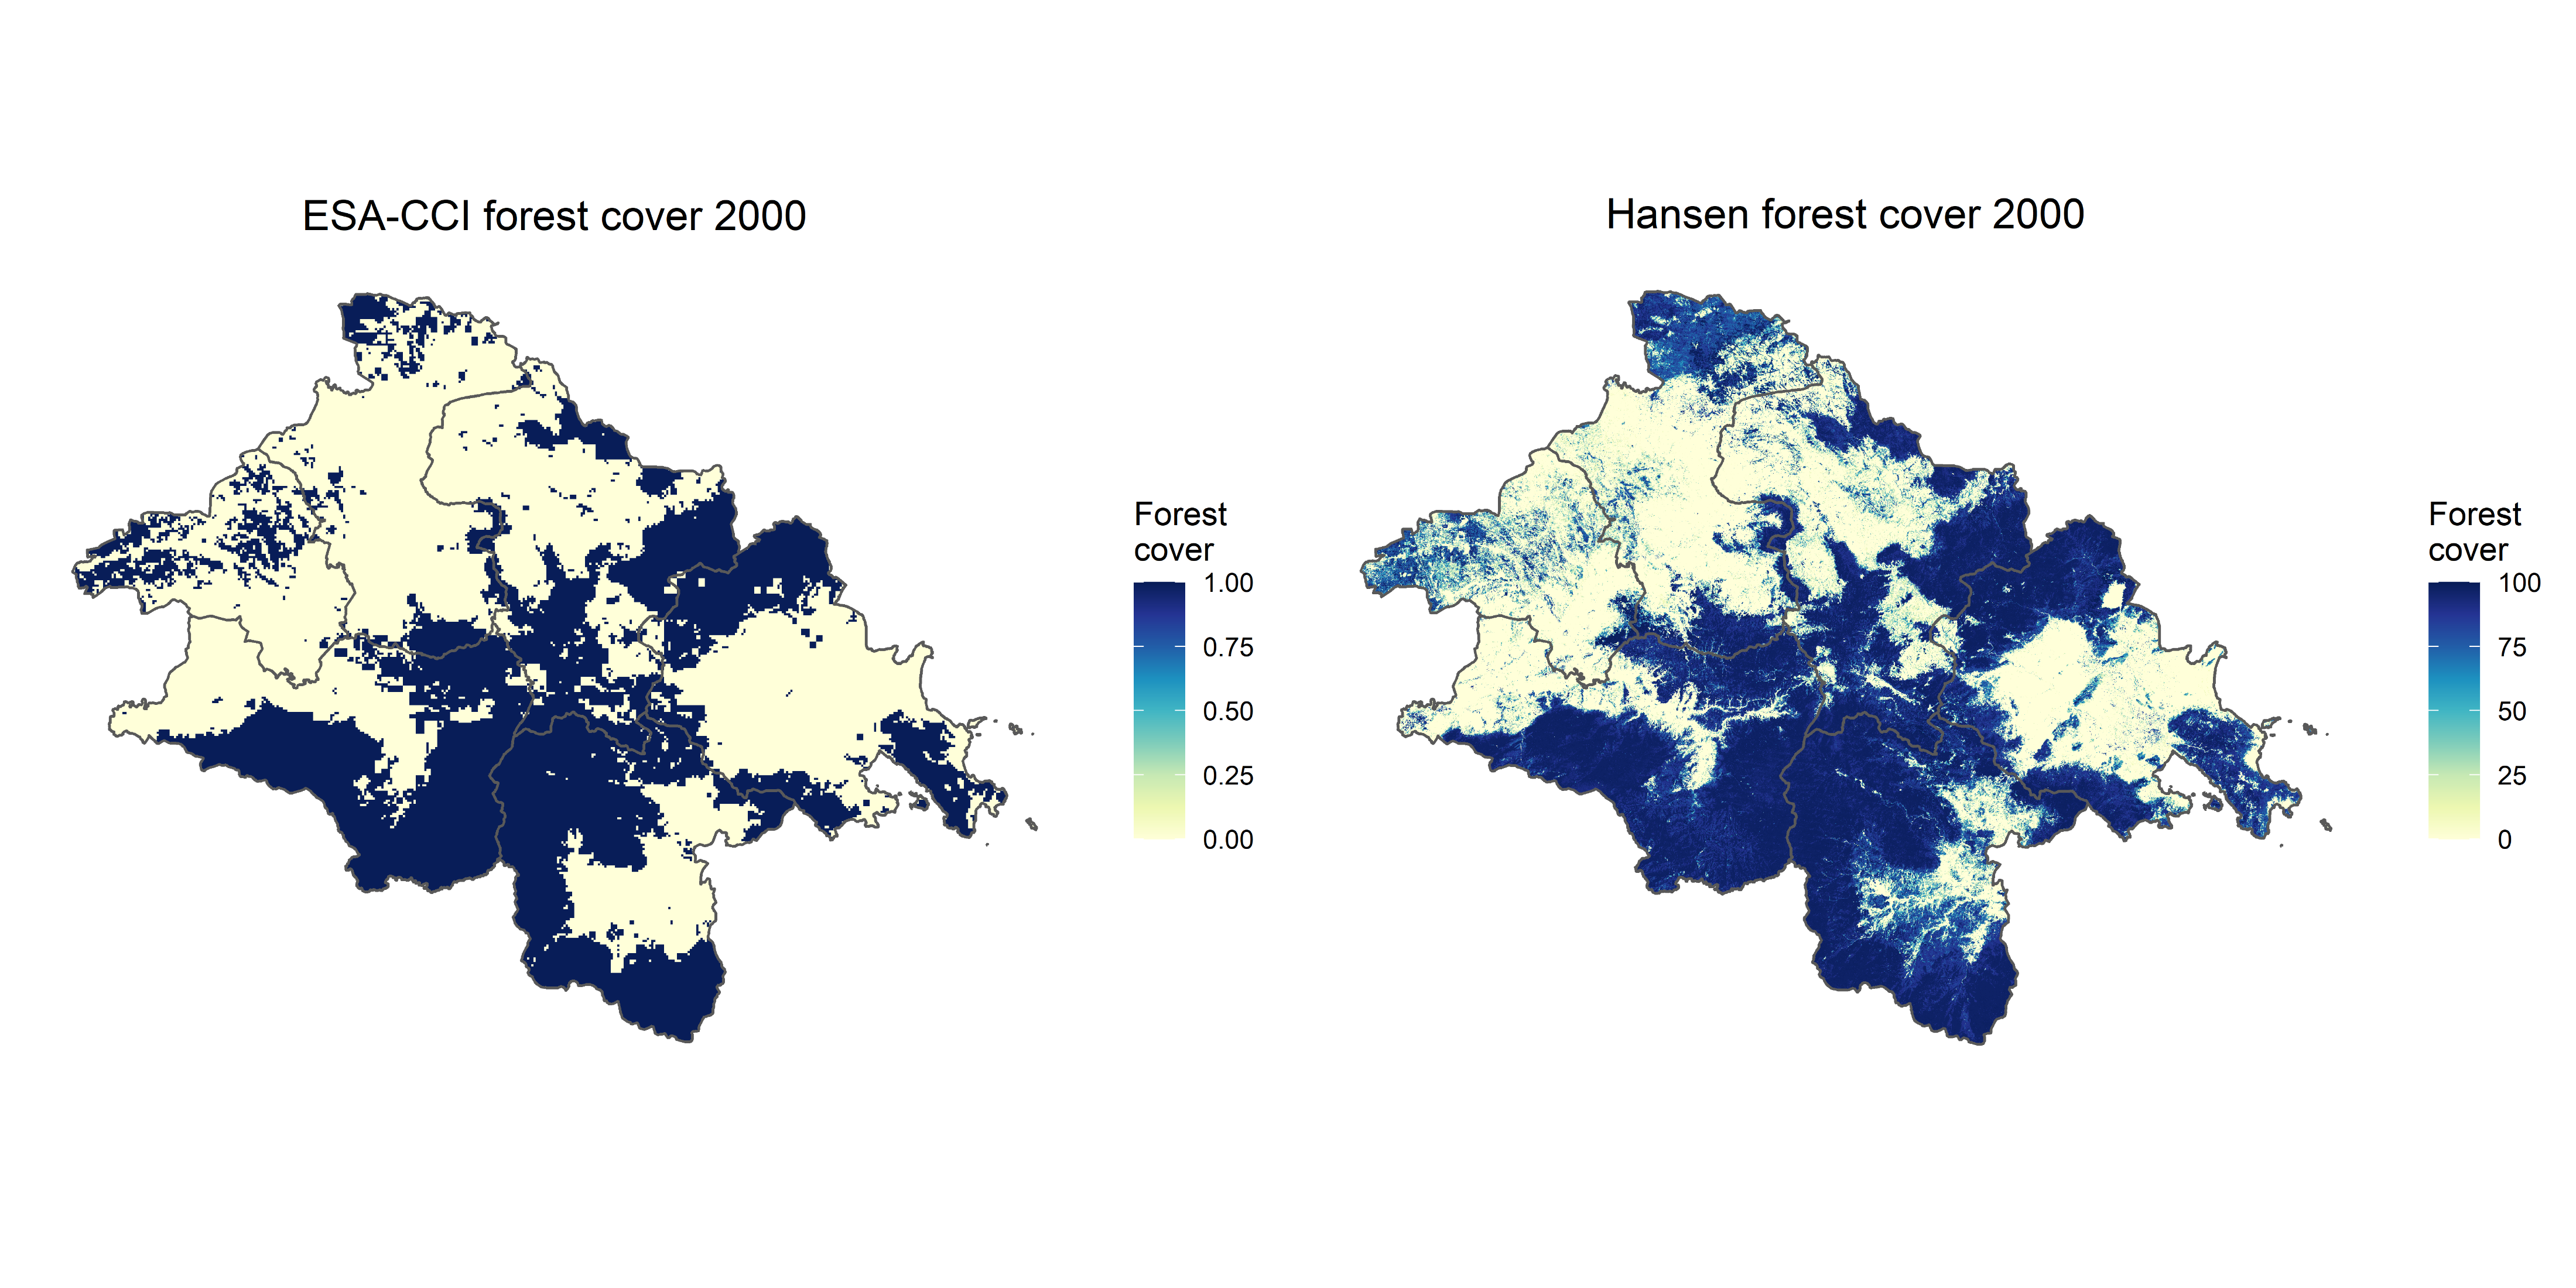 ESA-CCI forest cover 2000
Forest
cover
1.00
0.75
0.50
0.25
0.00
Hansen forest cover 2000
Forest
cover
100
75
50
25
0